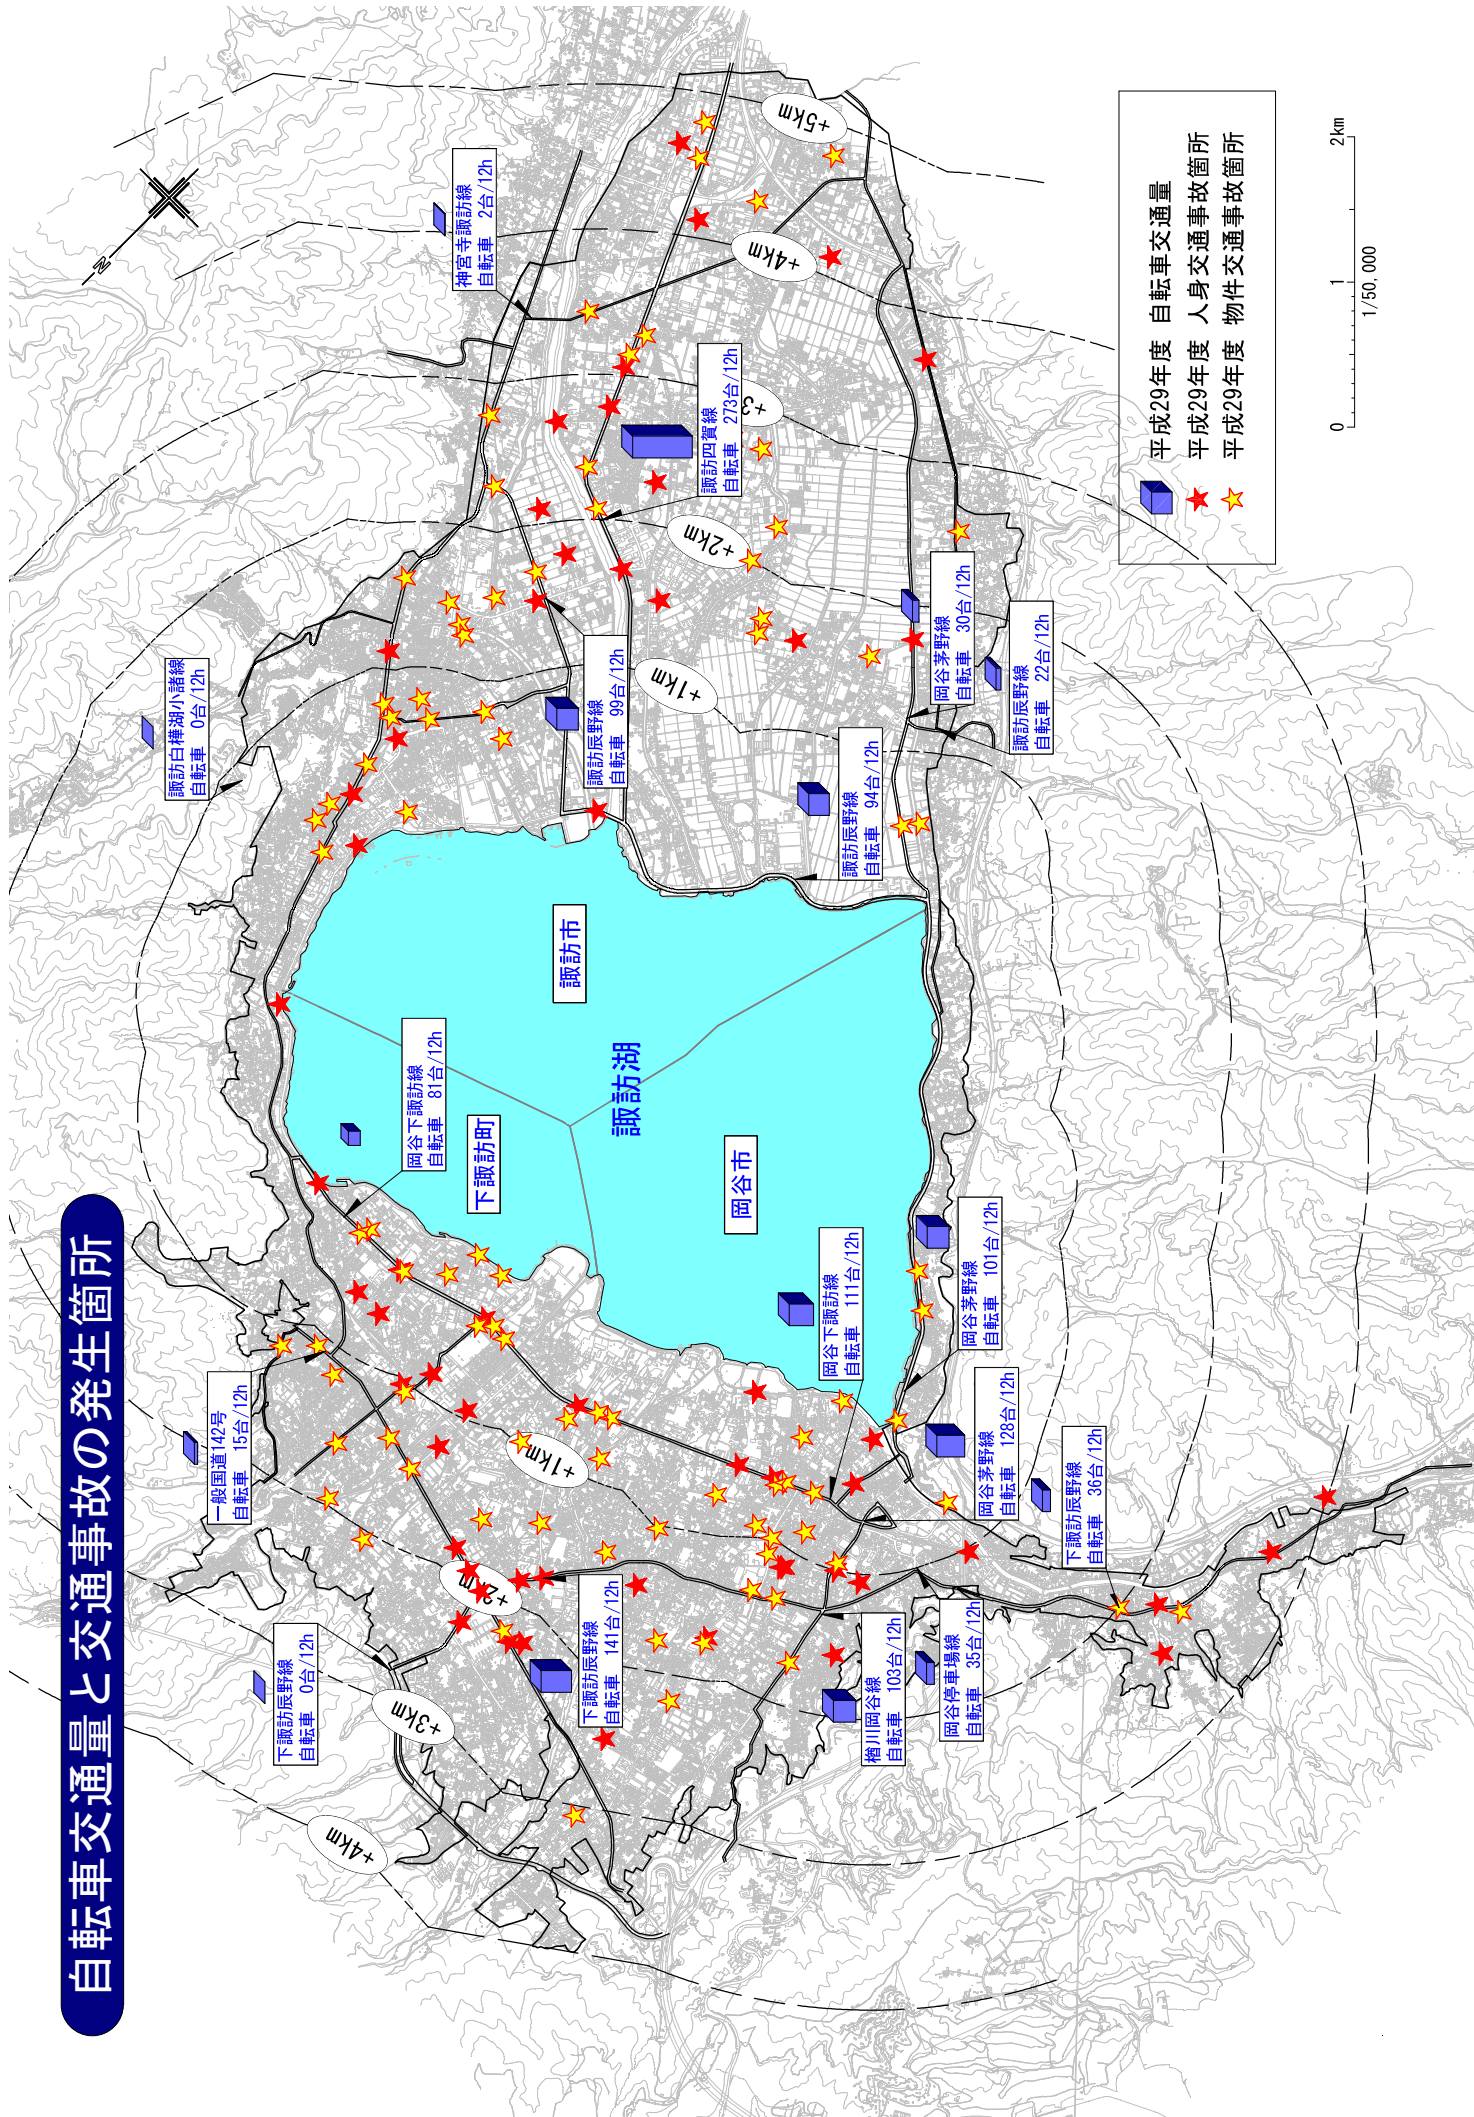 自転車交通量と交通事故の発生箇所
N
下諏訪辰野線
自転車 0台/12h
一般国道142号
自転車 15台/12h
諏訪白樺湖小諸線
自転車 0台/12h
神宮寺諏訪線
自転車 2台/12h
岡谷下諏訪線
自転車 81台/12h
下諏訪町
諏訪市
諏訪湖
岡谷市
下諏訪辰野線
自転車 141台/12h
諏訪辰野線
自転車 99台/12h
諏訪四賀線
自転車 273台/12h
岡谷下諏訪線
自転車 111台/12h
諏訪辰野線
自転車 94台/12h
楢川岡谷線
自転車 103台/12h
岡谷停車場線
自転車 35台/12h
岡谷茅野線
自転車 128台/12h
岡谷茅野線
自転車 101台/12h
岡谷茅野線
自転車 30台/12h
諏訪辰野線
自転車 22台/12h
下諏訪辰野線
自転車 36台/12h
+4km
+3km
+2km
+1km
+1km
+2km
+3
+4km
+5km
平成29年度 自転車交通量
平成29年度 人身交通事故箇所
平成29年度 物件交通事故箇所
0 1 2km
1/50,000